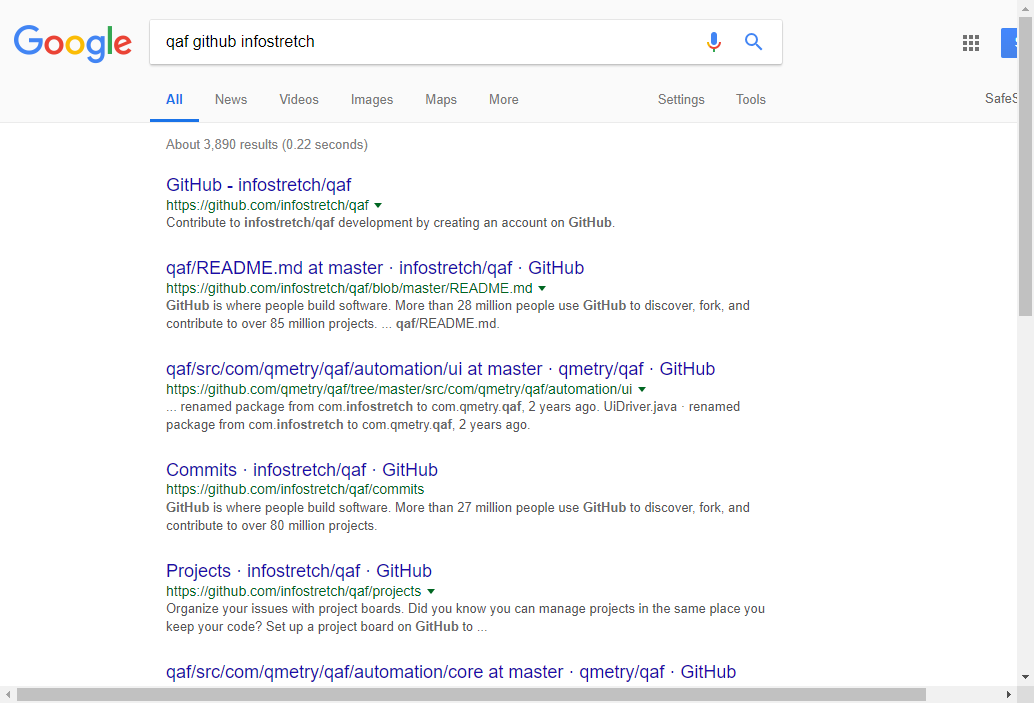 Google
qaf github infostretch
All News Videos Images Maps More Settings Tools
About 3,890 results (0.22 seconds)
GitHub - infostretch/qaf
https://github.com/infostretch/qaf
Contribute to infostretch/qaf development by creating an account on GitHub.
qaf/README.md at master · infostretch/qaf · GitHub
https://github.com/infostretch/qaf/blob/master/README.md
GitHub is where people build software. More than 28 million people use GitHub to discover, fork, and
contribute to over 85 million projects. ... qaf/README.md.
qaf/src/com/qmetry/qaf/automation/ui at master · qmetry/qaf · GitHub
https://github.com/qmetry/qaf/tree/master/src/com/qmetry/qaf/automation/ui
... renamed package from com.infostretch to com.qmetry.qaf, 2 years ago. UiDriver.java · renamed
package from com.infostretch to com.qmetry.qaf, 2 years ago.
Commits · infostretch/qaf · GitHub
https://github.com/infostretch/qaf/commits
GitHub is where people build software. More than 27 million people use GitHub to discover, fork, and
contribute to over 80 million projects.
Projects · infostretch/qaf · GitHub
https://github.com/infostretch/qaf/projects
Organize your issues with project boards. Did you know you can manage projects in the same place you
keep your code? Set up a project board on GitHub to ...
qaf/src/com/qmetry/qaf/automation/core at master · qmetry/qaf · GitHub